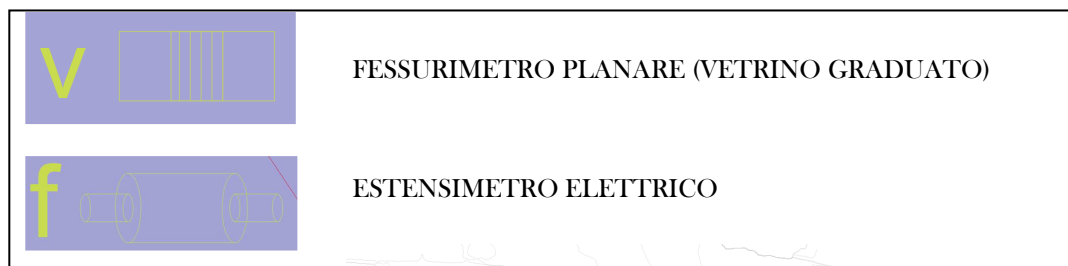 V
FESSURIMETRO PLANARE (VETRINO GRADUATO)
f
ESTENSIMETRO ELETTRICO